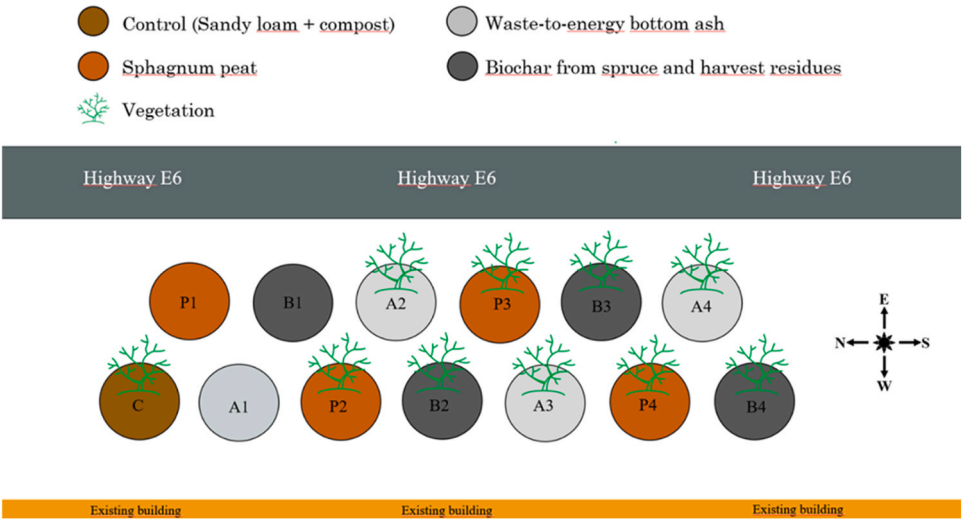 Control (Sandy loam + compost)
Waste-to-energy bottom ash
Sphagnum peat
Biochar from spruce and harvest residues
Vegetation
Highway E6
Highway E6
Highway E6
P1
B1
A2
P3
B3
A4
E
N
S
W
C
A1
P2
B2
A3
P4
B4
Existing building
Existing building
Existing building